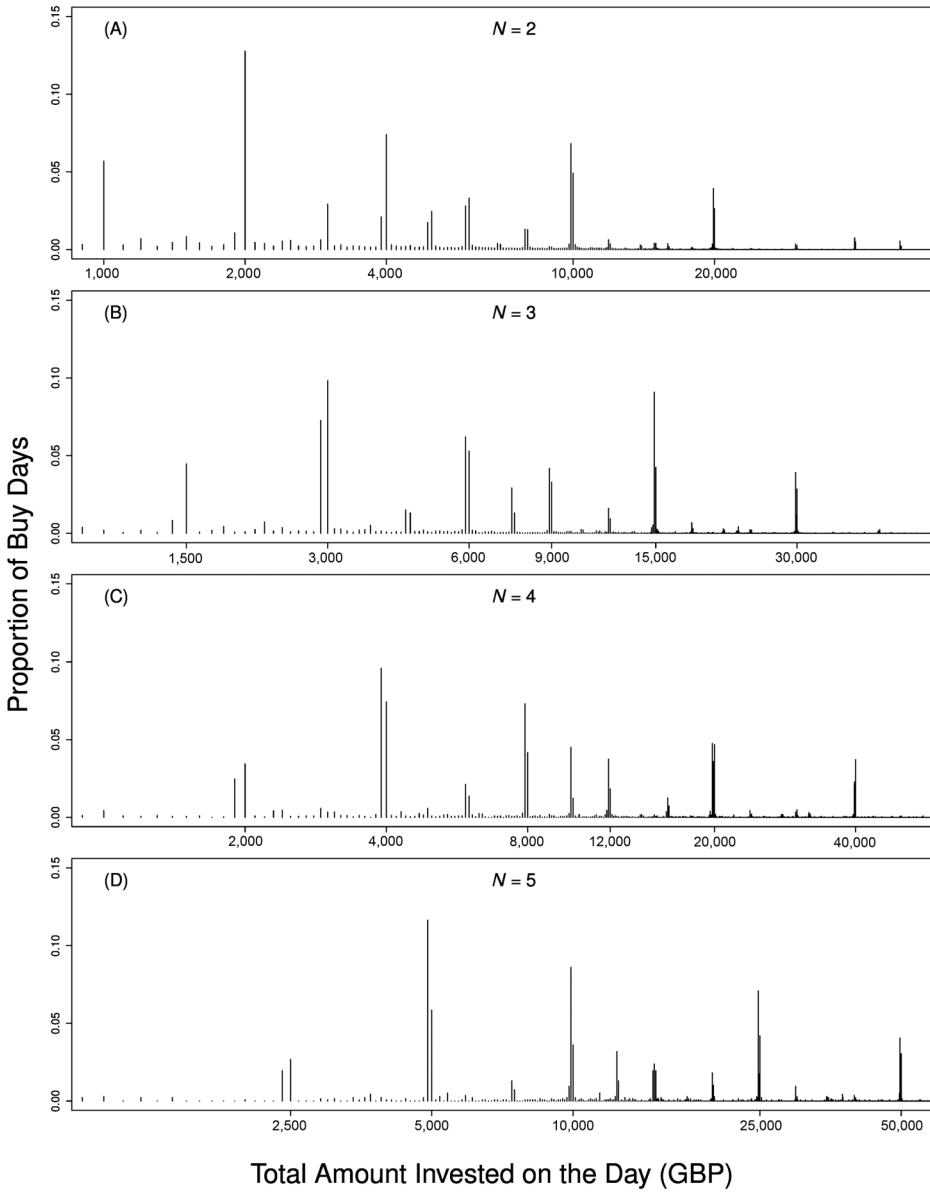 Proportion of Buy Days
(A) N = 2
0.15
0.10
0.05
0.00
1,000 2,000 4,000 10,000 20,000
(B) N = 3
0.15
0.10
0.05
0.00
1,500 3,000 6,000 9,000 15,000 30,000
(C) N = 4
0.15
0.10
0.05
0.00
2,000 4,000 8,000 12,000 20,000 40,000
(D) N = 5
0.15
0.10
0.05
0.00
2,500 5,000 10,000 25,000 50,000
Total Amount Invested on the Day (GBP)